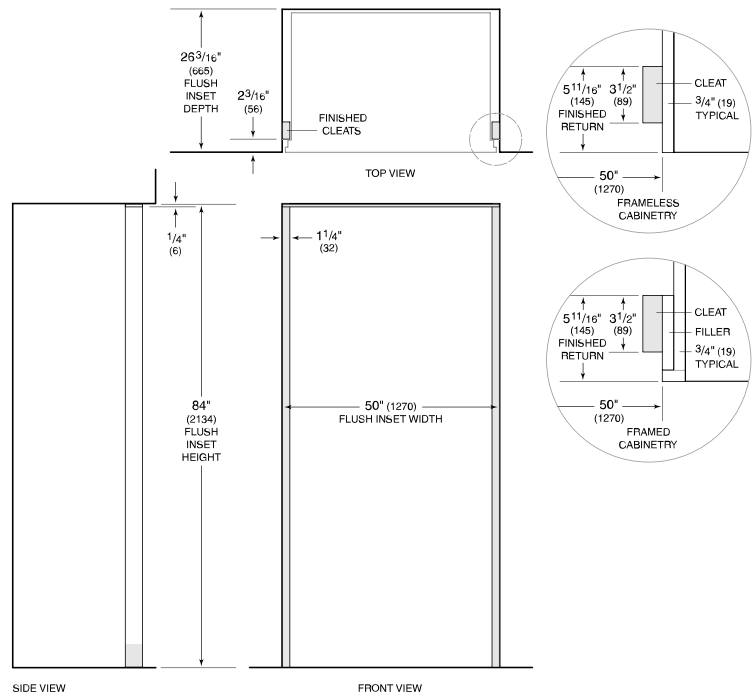 26 3/16"
(665)
FLUSH
INSET
DEPTH
2 3/16"
(56)
FINISHED
CLEATS
TOP VIEW
5 11/16"
(145)
FINISHED
RETURN
3 1/2"
(89)
CLEAT
3/4" (19)
TYPICAL
50"
(1270)
FRAMELESS
CABINETRY
1/4"
(6)
1 1/4"
(32)
84"
(2134)
FLUSH
INSET
HEIGHT
50" (1270)
FLUSH INSET WIDTH
5 11/16"
(145)
FINISHED
RETURN
3 1/2"
(89)
CLEAT
FILLER
3/4" (19)
TYPICAL
50"
(1270)
FRAMED
CABINETRY
SIDE VIEW
FRONT VIEW